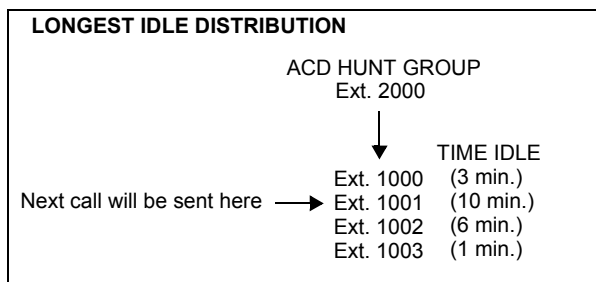 LONGEST IDLE DISTRIBUTION
ACD HUNT GROUP
Ext. 2000
TIME IDLE
Ext. 1000 (3 min.)
Next call will be sent here Ext. 1001 (10 min.)
Ext. 1002 (6 min.)
Ext. 1003 (1 min.)